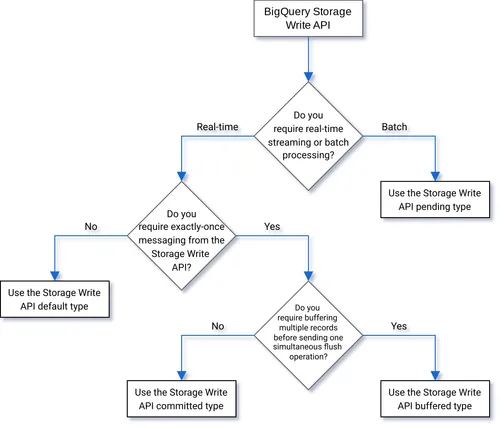 BigQuery Storage
Write API
Do you
require real-time
streaming or batch
processing?
Real-time
Batch
Use the Storage Write
API pending type
Do you
require exactly-once
messaging from the
Storage Write
API?
No
Yes
Use the Storage Write
API default type
Do you
require buffering
multiple records
before sending one
simultaneous flush
operation?
No
Yes
Use the Storage Write
API committed type
Use the Storage Write
API buffered type